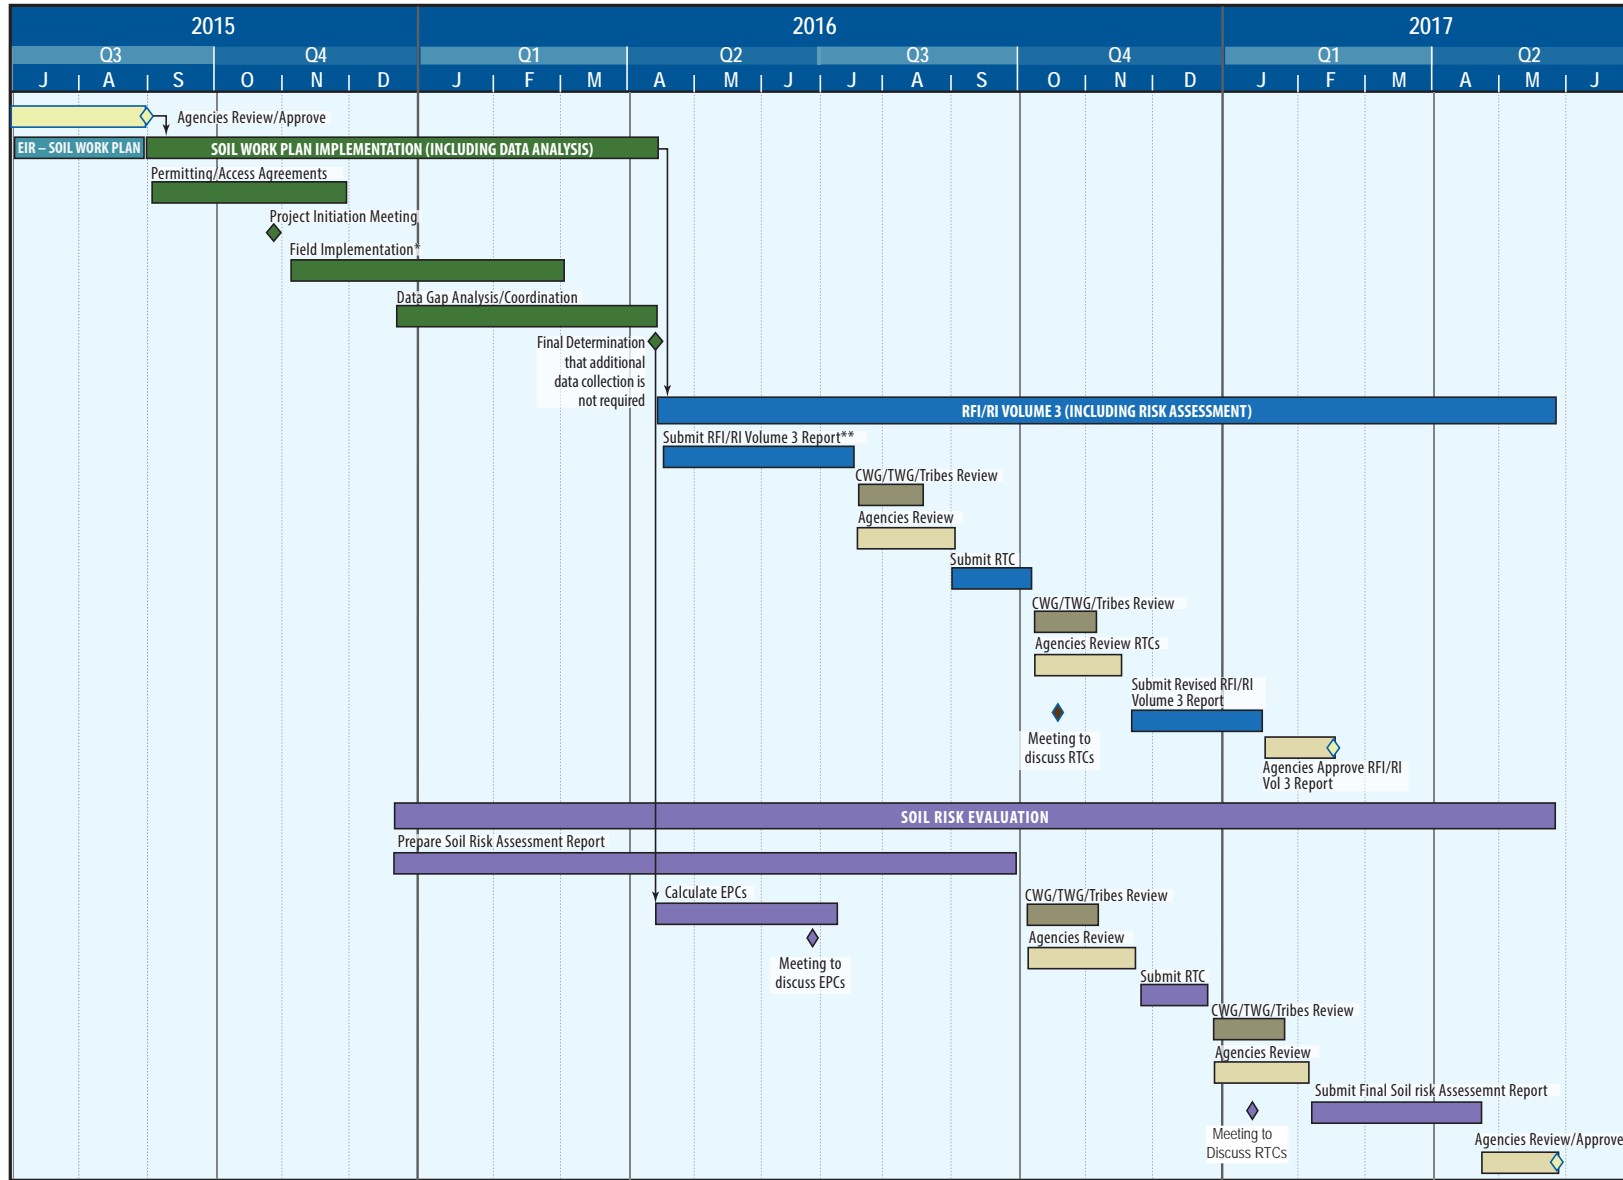 2015 2016 2017
Q3 Q4 Q1 Q2 Q3 Q4 Q1 Q2
J A S O N D J F M A M J J A S O N D J F M A M J
Agencies Review/Approve
EIR – SOIL WORK PLAN
SOIL WORK PLAN IMPLEMENTATION (INCLUDING DATA ANALYSIS)
Permitting/Access Agreements
Project Initiation Meeting
Field Implementation*
Data Gap Analysis/Coordination
Final Determination
that additional
data collection is
not required
RFI/RI VOLUME 3 (INCLUDING RISK ASSESSMENT)
Submit RFI/RI Volume 3 Report**
CWG/TWG/Tribes Review
Agencies Review
Submit RTC
CWG/TWG/Tribes Review
Agencies Review RTCs
Submit Revised RFI/RI
Volume 3 Report
Meeting to
discuss RTCs
Agencies Approve RFI/RI
Vol 3 Report
SOIL RISK EVALUATION
Prepare Soil Risk Assessment Report
Calculate EPCs
CWG/TWG/Tribes Review
Agencies Review
Meeting to
discuss EPCs
Submit RTC
CWG/TWG/Tribes Review
Agencies Review
Submit Final Soil risk Assessemnt Report
Meeting to
Discuss RTCs
Agencies Review/Approve